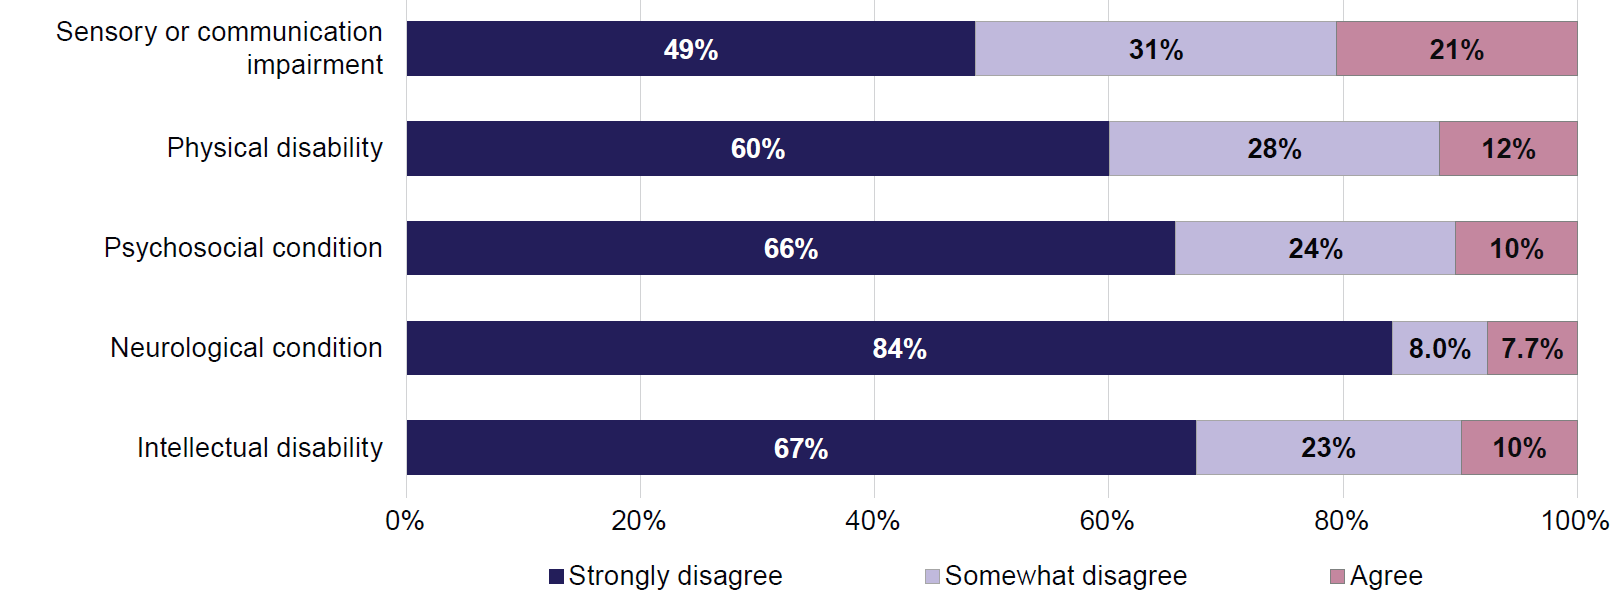 Sensory or communication
impairment
49% 31% 21%
Physical disability 60% 28% 12%
Psychosocial condition 66% 24% 10%
Neurological condition 84% 8.0% 7.7%
Intellectual disability 67% 23% 10%
0% 20% 40% 60% 80% 100%
Strongly disagree Somewhat disagree Agree